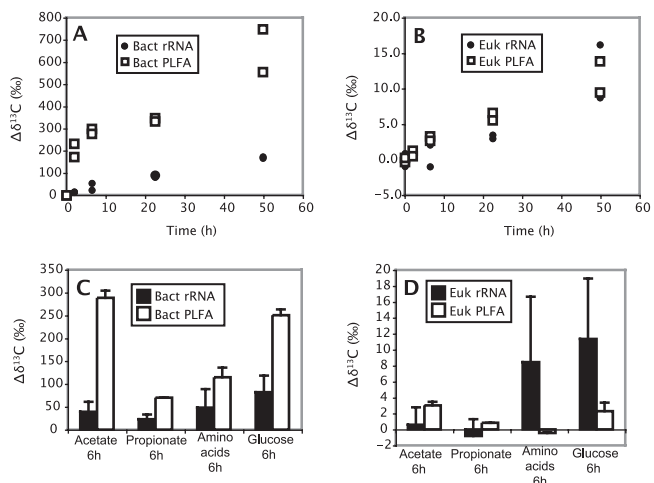 A
Bact rRNA
Bact PLFA
Δδ¹³C (‰)
800
700
600
500
400
300
200
100
0
0 10 20 30 40 50 60
Time (h)
B
Euk rRNA
Euk PLFA
Δδ¹³C (‰)
20.0
15.0
10.0
5.0
0.0
−5.0
0 10 20 30 40 50 60
Time (h)
C
Bact rRNA
Bact PLFA
Δδ¹³C (‰)
350
300
250
200
150
100
50
0
Acetate 6h
Propionate 6h
Amino acids 6h
Glucose 6h
D
Euk rRNA
Euk PLFA
Δδ¹³C (‰)
20
18
16
14
12
10
8
6
4
2
0
−2
Acetate 6h
Propionate 6h
Amino acids 6h
Glucose 6h